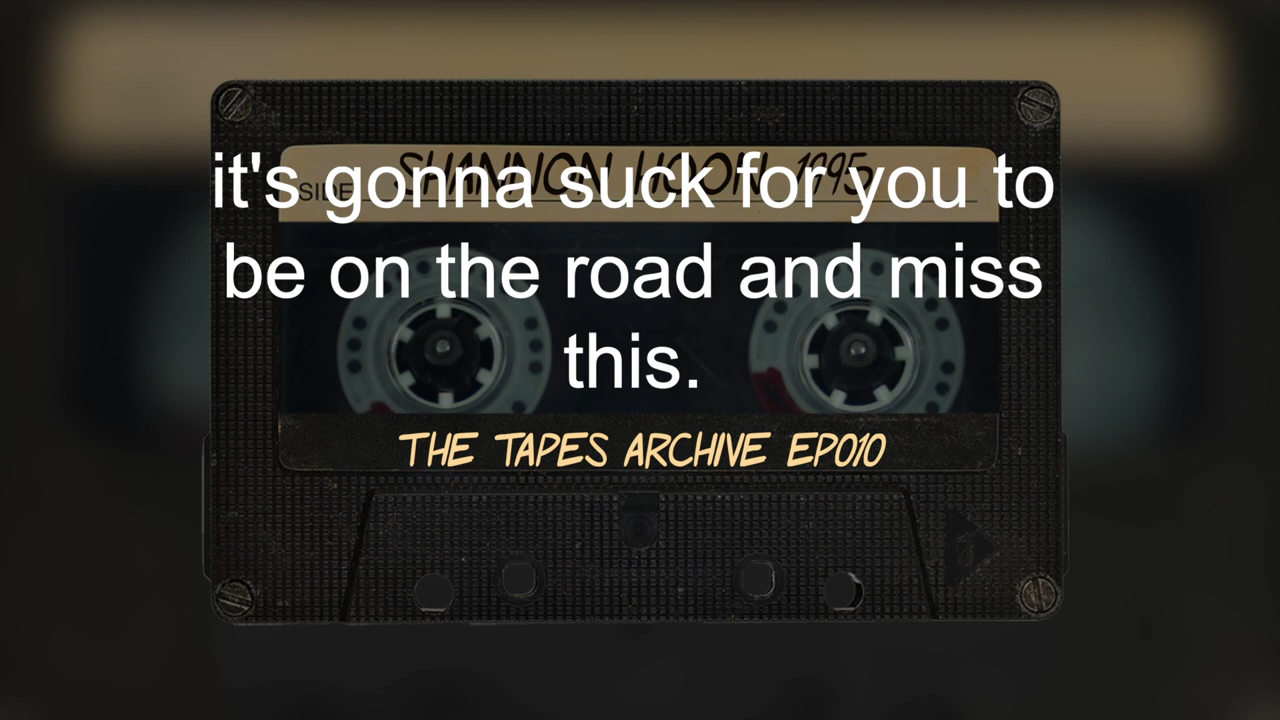 SHANNON HOON 1995
SIDE
it's gonna suck for you to
be on the road and miss
this.
THE TAPES ARCHIVE EP010